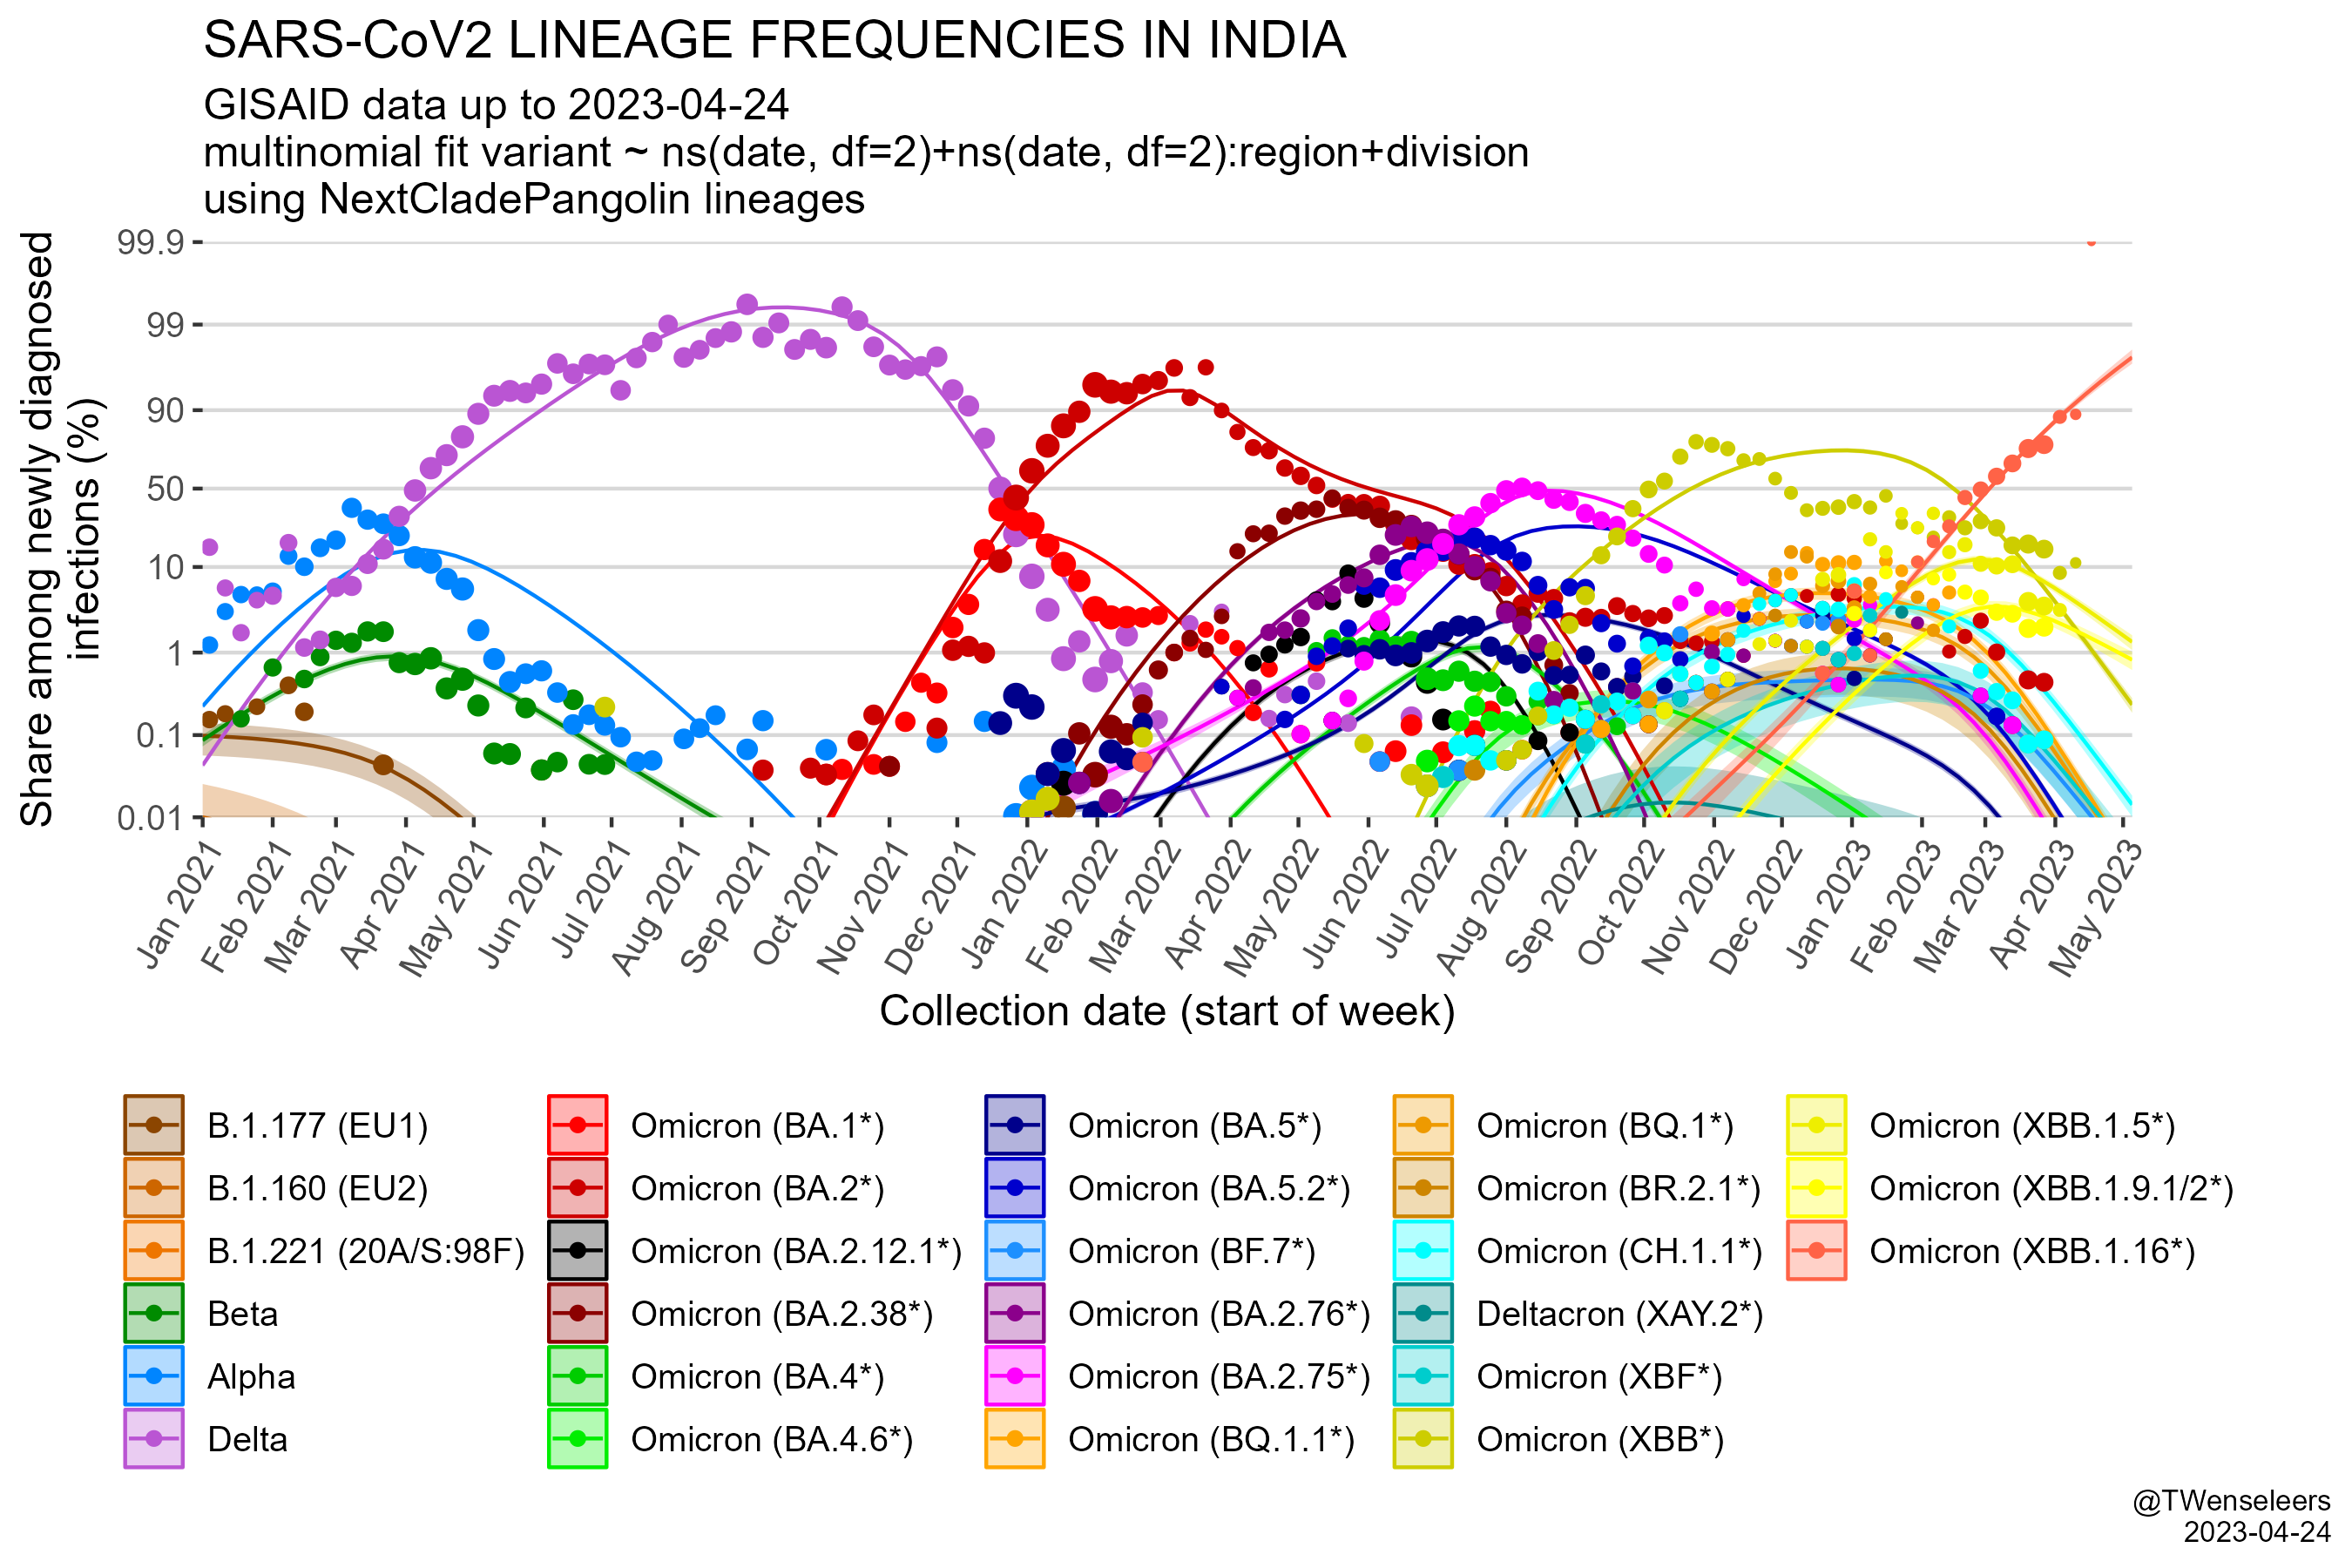 SARS-CoV2 LINEAGE FREQUENCIES IN INDIA
GISAID data up to 2023-04-24
multinomial fit variant ~ ns(date, df=2)+ns(date, df=2):region+division
using NextCladePangolin lineages
Share among newly diagnosed
infections (%)
99.9
99
90
50
10
1
0.1
0.01
Jan 2021
Feb 2021
Mar 2021
Apr 2021
May 2021
Jun 2021
Jul 2021
Aug 2021
Sep 2021
Oct 2021
Nov 2021
Dec 2021
Jan 2022
Feb 2022
Mar 2022
Apr 2022
May 2022
Jun 2022
Jul 2022
Aug 2022
Sep 2022
Oct 2022
Nov 2022
Dec 2022
Jan 2023
Feb 2023
Mar 2023
Apr 2023
May 2023
Collection date (start of week)
B.1.177 (EU1)
B.1.160 (EU2)
B.1.221 (20A/S:98F)
Beta
Alpha
Delta
Omicron (BA.1*)
Omicron (BA.2*)
Omicron (BA.2.12.1*)
Omicron (BA.2.38*)
Omicron (BA.4*)
Omicron (BA.4.6*)
Omicron (BA.5*)
Omicron (BA.5.2*)
Omicron (BF.7*)
Omicron (BA.2.76*)
Omicron (BA.2.75*)
Omicron (BQ.1.1*)
Omicron (BQ.1*)
Omicron (BR.2.1*)
Omicron (CH.1.1*)
Deltacron (XAY.2*)
Omicron (XBF*)
Omicron (XBB*)
Omicron (XBB.1.5*)
Omicron (XBB.1.9.1/2*)
Omicron (XBB.1.16*)
@TWenseleers
2023-04-24